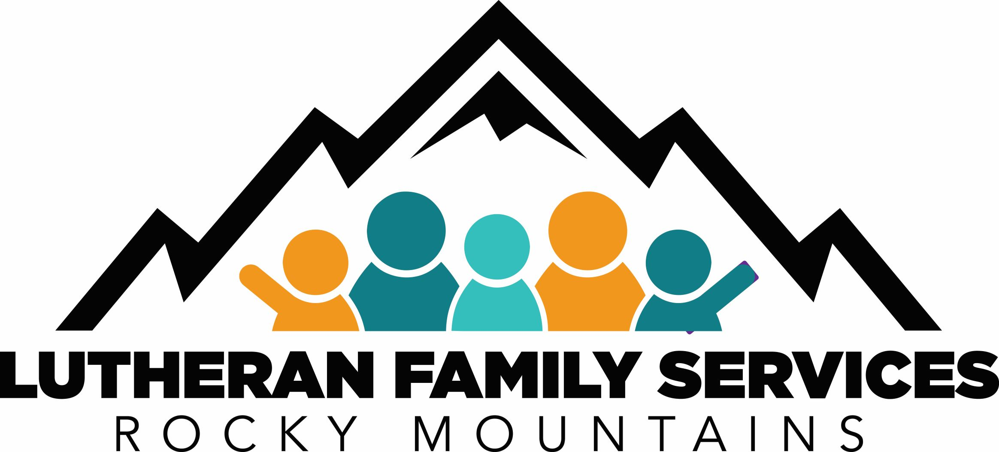 LUTHERAN FAMILY SERVICES
ROCKY MOUNTAINS